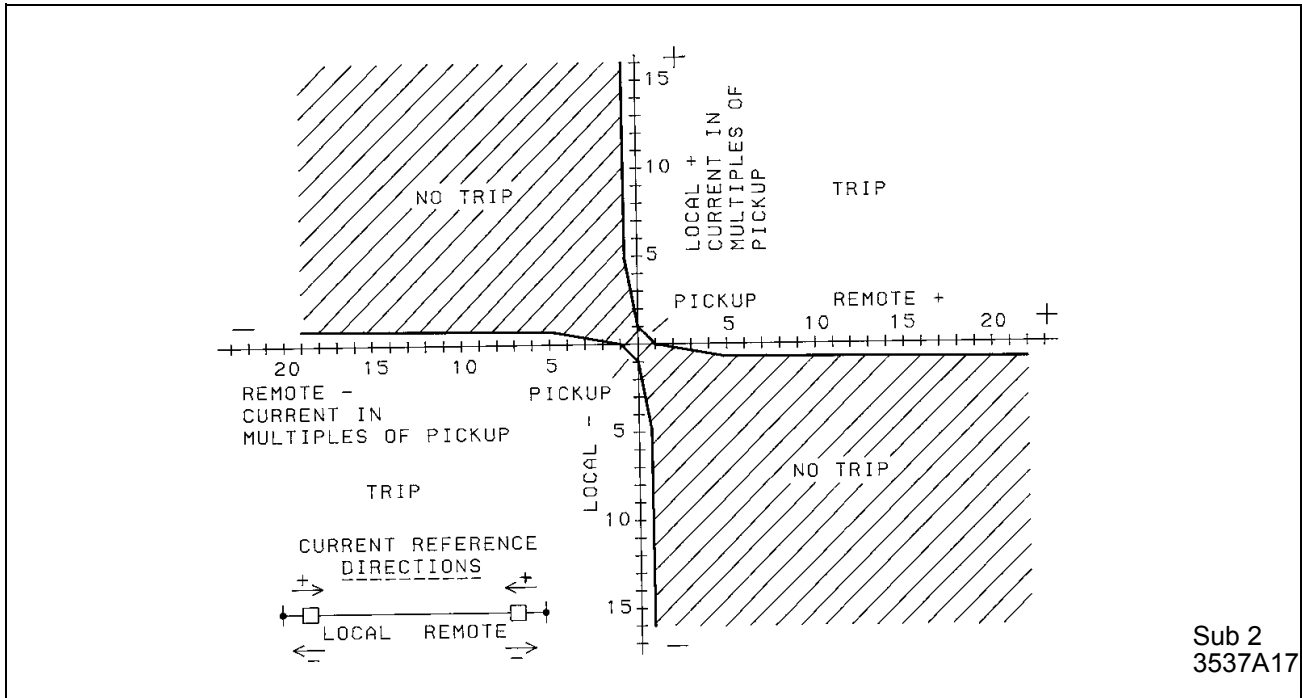 +
15
10
5
LOCAL +
CURRENT IN
MULTIPLES OF
PICKUP
NO TRIP
TRIP
PICKUP
REMOTE +
5 10 15 20
+
—
20 15 10 5
REMOTE -
CURRENT IN
MULTIPLES OF PICKUP
PICKUP
LOCAL -
5
10
15
—
NO TRIP
TRIP
CURRENT REFERENCE
DIRECTIONS
+ +
LOCAL REMOTE
- -
Sub 2
3537A17